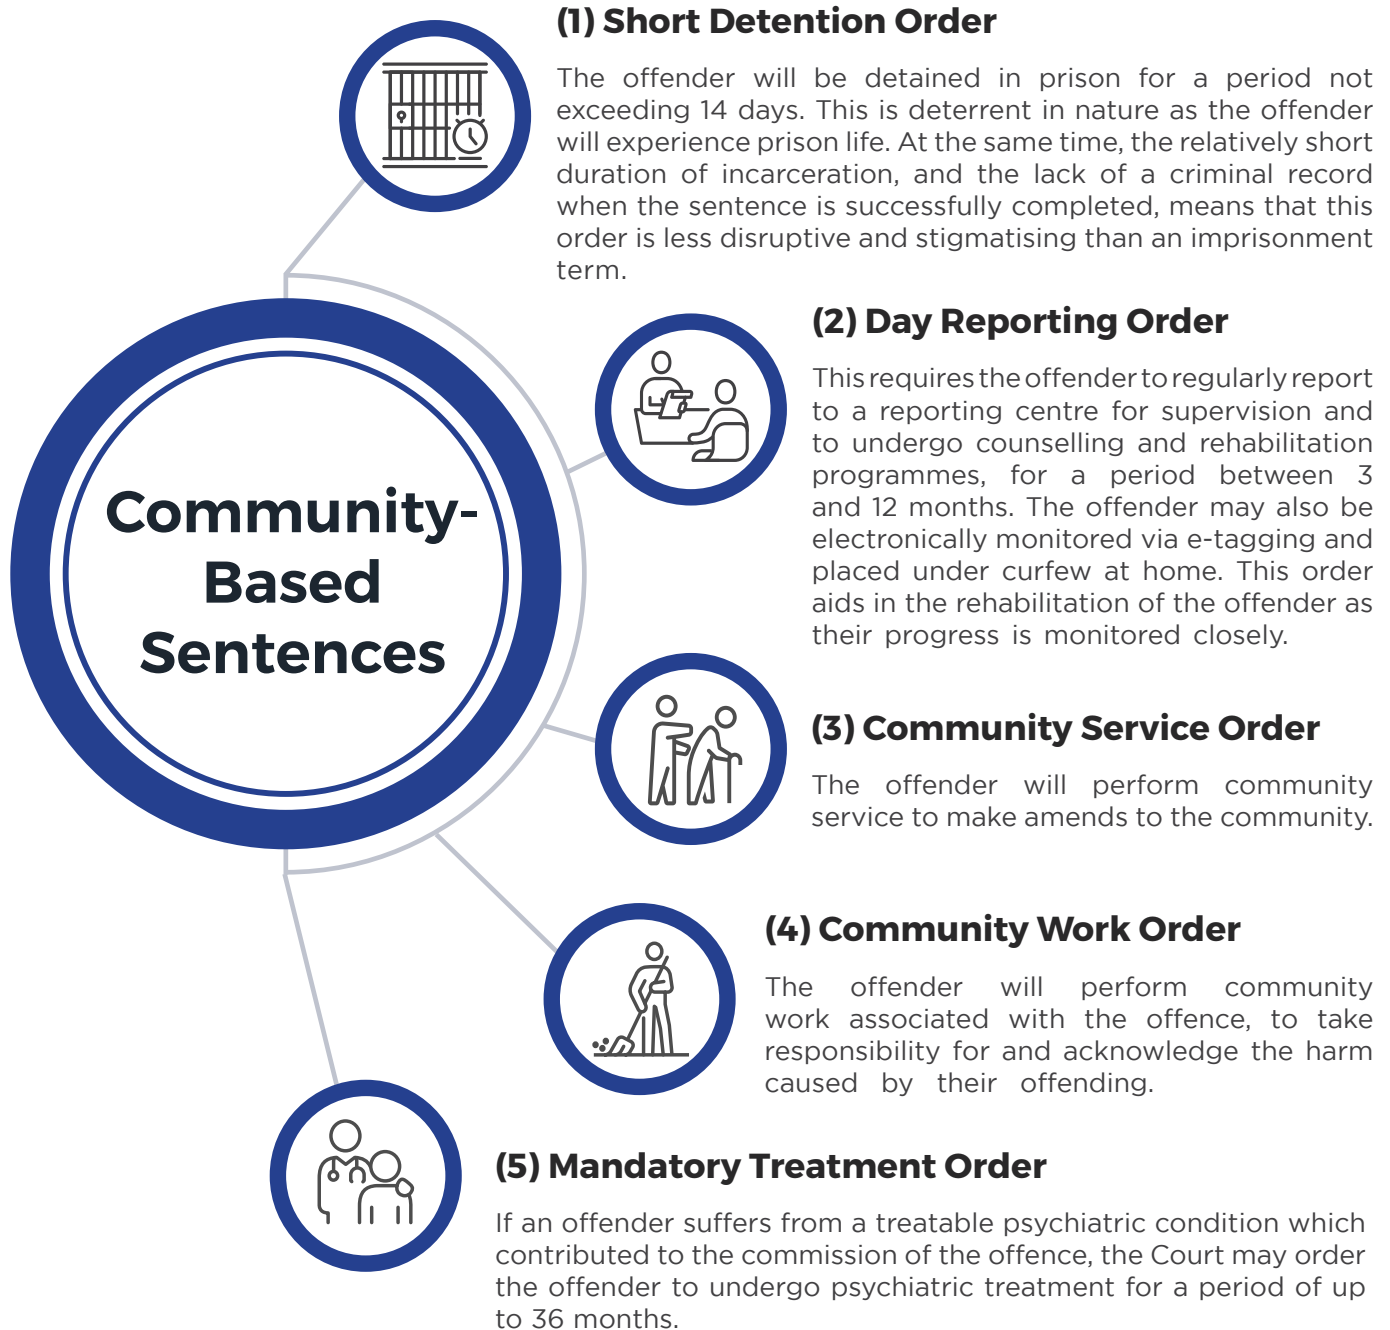 (1) Short Detention Order
The offender will be detained in prison for a period not
exceeding 14 days. This is deterrent in nature as the offender
will experience prison life. At the same time, the relatively short
duration of incarceration, and the lack of a criminal record
when the sentence is successfully completed, means that this
order is less disruptive and stigmatising than an imprisonment
term.
(2) Day Reporting Order
This requires the offender to regularly report
to a reporting centre for supervision and
to undergo counselling and rehabilitation
programmes, for a period between 3
and 12 months. The offender may also be
electronically monitored via e-tagging and
placed under curfew at home. This order
aids in the rehabilitation of the offender as
their progress is monitored closely.
Community-
Based
Sentences
(3) Community Service Order
The offender will perform community
service to make amends to the community.
(4) Community Work Order
The offender will perform community
work associated with the offence, to take
responsibility for and acknowledge the harm
caused by their offending.
(5) Mandatory Treatment Order
If an offender suffers from a treatable psychiatric condition which
contributed to the commission of the offence, the Court may order
the offender to undergo psychiatric treatment for a period of up
to 36 months.